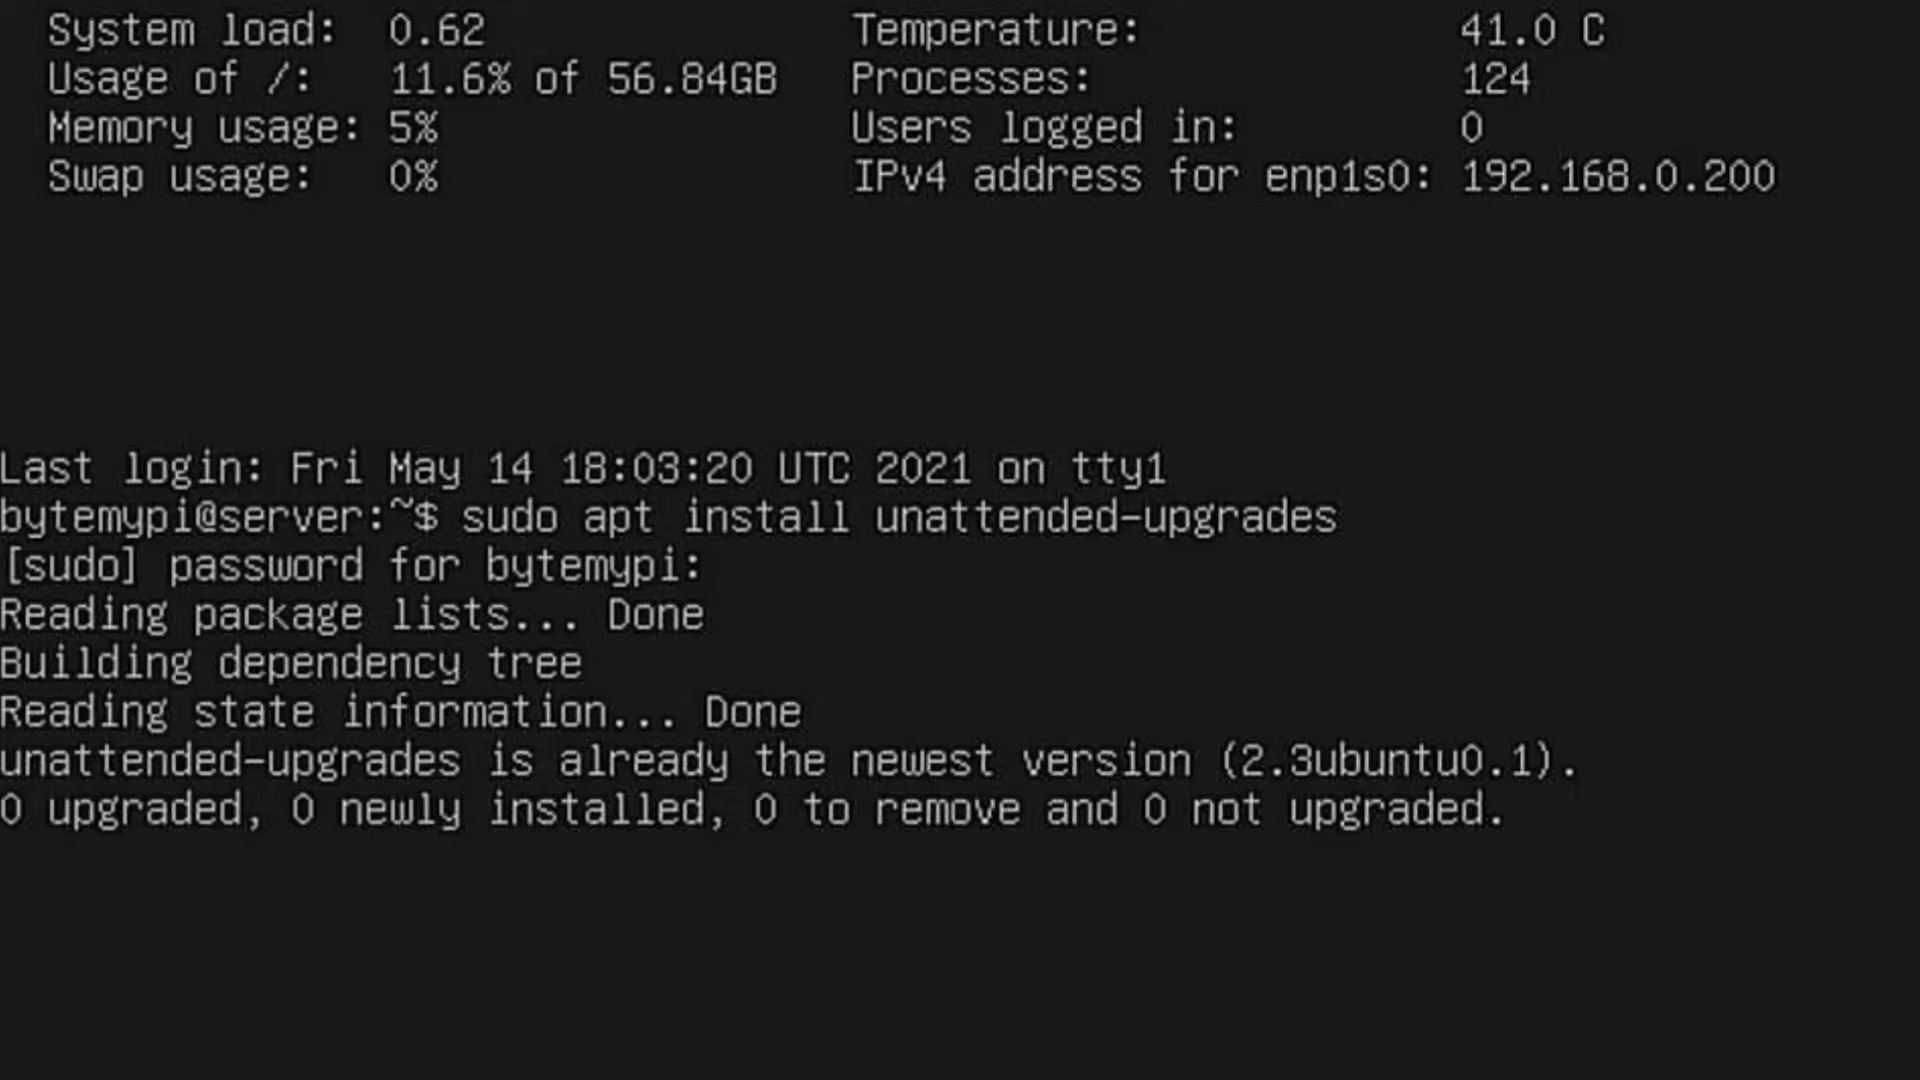 System load: 0.62 Temperature: 41.0 C
Usage of /: 11.6% of 56.84GB Processes: 124
Memory usage: 5% Users logged in: 0
Swap usage: 0% IPv4 address for enp1s0: 192.168.0.200
Last login: Fri May 14 18:03:20 UTC 2021 on tty1
bytemypi@server:~$ sudo apt install unattended-upgrades
[sudo] password for bytemypi:
Reading package lists... Done
Building dependency tree
Reading state information... Done
unattended-upgrades is already the newest version (2.3ubuntu0.1).
0 upgraded, 0 newly installed, 0 to remove and 0 not upgraded.